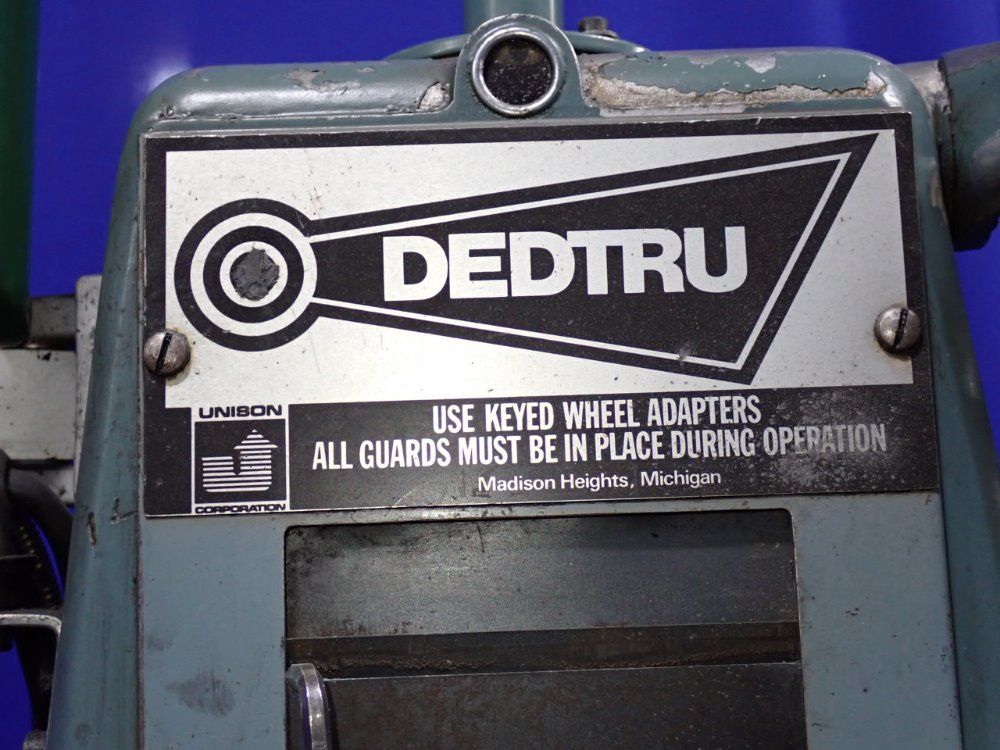 DEDTRU
UNISON
CORPORATION
USE KEYED WHEEL ADAPTERS
ALL GUARDS MUST BE IN PLACE DURING OPERATION
Madison Heights, Michigan